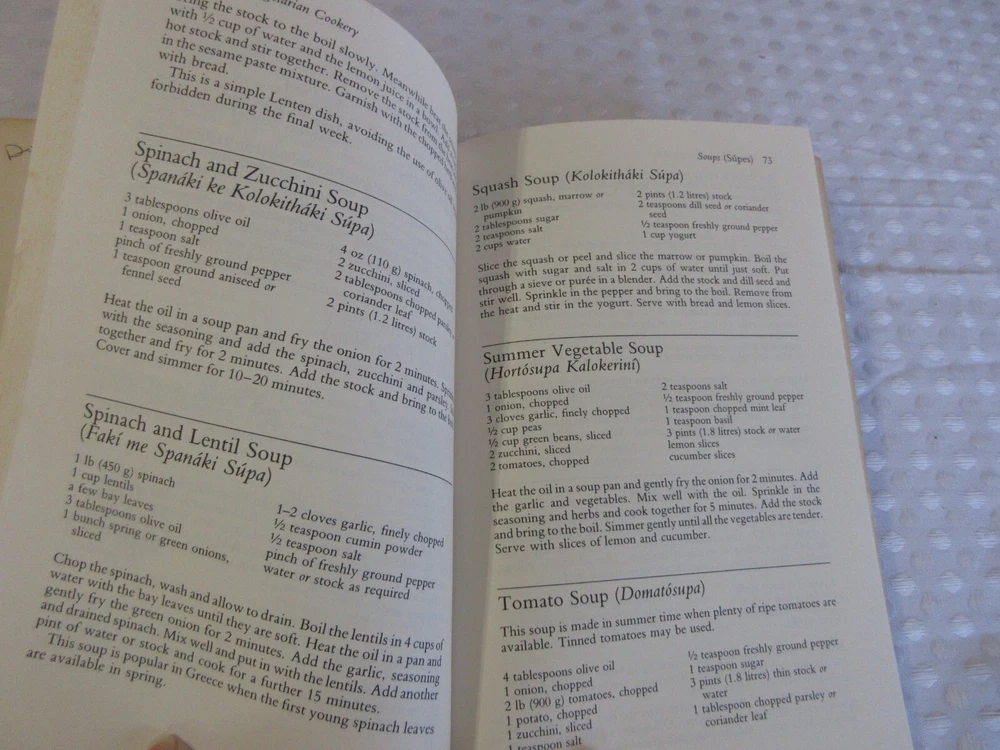 arian Cookery
ring the stock to the boil slowly. Meanwhile beat the
with ½ cup of water and the lemon juice in a bowl. Add
hot stock and stir together. Remove the stock from the
in the sesame paste mixture. Garnish with the chopped
with bread.
This is a simple Lenten dish, avoiding the use of olive oil
forbidden during the final week.
Spinach and Zucchini Soup
(Spanáki ke Kolokitháki Súpa)
3 tablespoons olive oil
1 onion, chopped
1 teaspoon salt
pinch of freshly ground pepper
1 teaspoon ground aniseed or
fennel seed
4 oz (110 g) spinach, chopped
2 zucchini, sliced
2 tablespoons chopped parsley
coriander leaf
2 pints (1.2 litres) stock
Heat the oil in a soup pan and fry the onion for 2 minutes.
with the seasoning and add the spinach, zucchini and parsley
together and fry for 2 minutes. Add the stock and bring to the
Cover and simmer for 10–20 minutes.
Spinach and Lentil Soup
(Fakí me Spanáki Súpa)
1 lb (450 g) spinach
1 cup lentils
a few bay leaves
3 tablespoons olive oil
1 bunch spring or green onions,
sliced
1–2 cloves garlic, finely chopped
½ teaspoon cumin powder
½ teaspoon salt
pinch of freshly ground pepper
water or stock as required
Chop the spinach, wash and allow to drain. Boil the lentils in 4 cups of
water with the bay leaves until they are soft. Heat the oil in a pan and
gently fry the green onion for 2 minutes. Add the garlic, seasoning
and drained spinach. Mix well and put in with the lentils. Add another
pint of water or stock and cook for a further 15 minutes.
This soup is popular in Greece when the first young spinach leaves
are available in spring.
Soups (Súpes) 73
Squash Soup (Kolokitháki Súpa)
2 lb (900 g) squash, marrow or
pumpkin
2 tablespoons sugar
2 teaspoons salt
2 cups water
2 pints (1.2 litres) stock
2 teaspoons dill seed or coriander
seed
½ teaspoon freshly ground pepper
1 cup yogurt
Slice the squash or peel and slice the marrow or pumpkin. Boil the
squash with sugar and salt in 2 cups of water until just soft. Put
through a sieve or purée in a blender. Add the stock and dill seed and
stir well. Sprinkle in the pepper and bring to the boil. Remove from
the heat and stir in the yogurt. Serve with bread and lemon slices.
Summer Vegetable Soup
(Hortósupa Kalokeriní)
3 tablespoons olive oil
1 onion, chopped
3 cloves garlic, finely chopped
½ cup peas
½ cup green beans, sliced
2 zucchini, sliced
2 tomatoes, chopped
2 teaspoons salt
½ teaspoon freshly ground pepper
1 teaspoon chopped mint leaf
1 teaspoon basil
3 pints (1.8 litres) stock or water
lemon slices
cucumber slices
Heat the oil in a soup pan and gently fry the onion for 2 minutes. Add
the garlic and vegetables. Mix well with the oil. Sprinkle in the
seasoning and herbs and cook together for 5 minutes. Add the stock
and bring to the boil. Simmer gently until all the vegetables are tender.
Serve with slices of lemon and cucumber.
Tomato Soup (Domatósupa)
This soup is made in summer time when plenty of ripe tomatoes are
available. Tinned tomatoes may be used.
4 tablespoons olive oil
1 onion, chopped
2 lb (900 g) tomatoes, chopped
1 potato, chopped
1 zucchini, sliced
1 teaspoon salt
½ teaspoon freshly ground pepper
1 teaspoon sugar
3 pints (1.8 litres) thin stock or
water
1 tablespoon chopped parsley or
coriander leaf